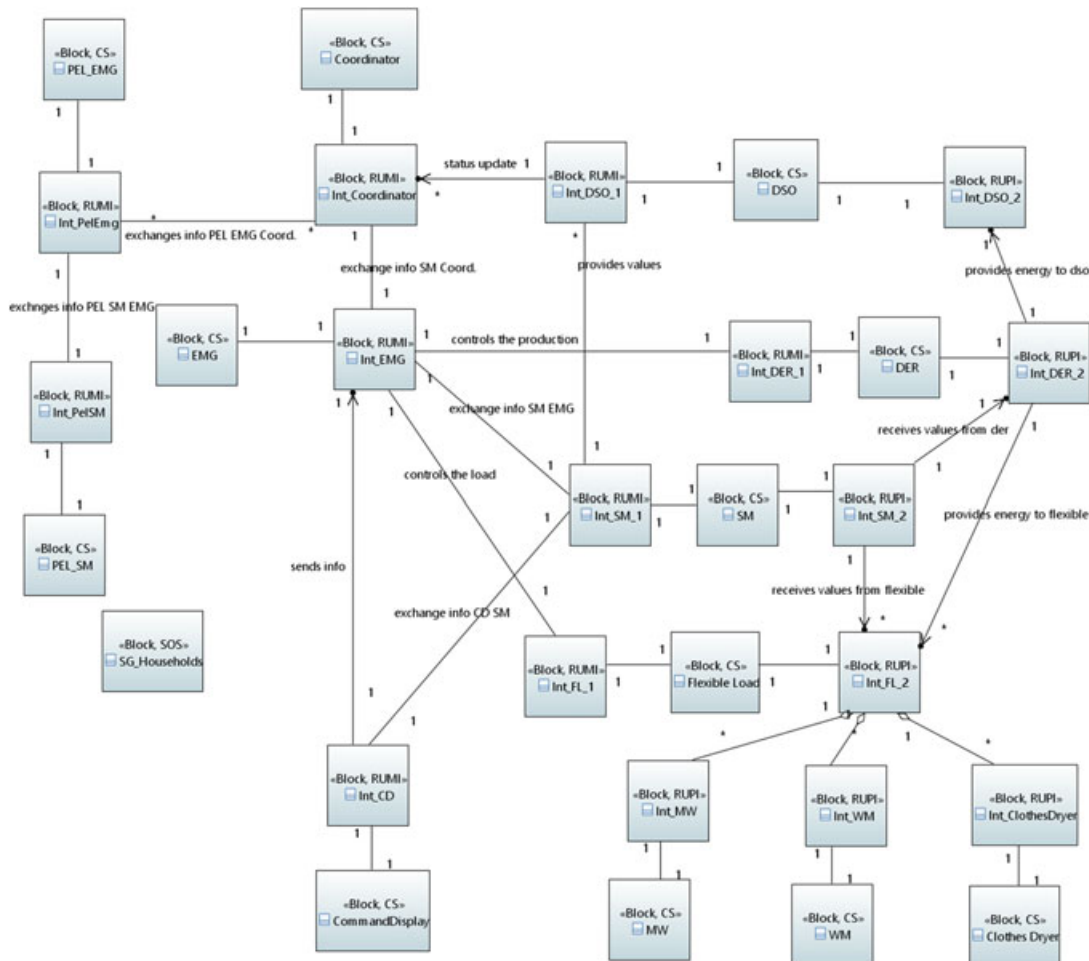 «Block, CS»
PEL_EMG
«Block, CS»
Coordinator
1
1
1
1
«Block, RUMI»
Int_PelEmg
«Block, RUMI»
Int_Coordinator
status update
1
*
«Block, RUMI»
Int_DSO_1
1
1
«Block, CS»
DSO
1
1
«Block, RUPI»
Int_DSO_2
*
*
exchanges info PEL EMG Coord.
1
1
exchange info SM Coord.
1
*
provides values
1
provides energy to dso
1
exchnges info PEL SM EMG
1
«Block, CS»
EMG
1
1
«Block, RUMI»
Int_EMG
1
controls the production
1
«Block, RUMI»
Int_DER_1
1
1
«Block, CS»
DER
1
1
«Block, RUPI»
Int_DER_2
«Block, RUMI»
Int_PelSM
1
1
1
1
exchange info SM EMG
1
1
1
receives values from der
1
1
controls the load
1
«Block, RUMI»
Int_SM_1
1
1
«Block, CS»
SM
1
1
«Block, RUPI»
Int_SM_2
provides energy to flexible
«Block, CS»
PEL_SM
1
1
sends info
receives values from flexible
*
*
exchange info CD SM
1
«Block, SOS»
SG_Households
«Block, RUMI»
Int_FL_1
1
1
«Block, CS»
Flexible Load
1
1
«Block, RUPI»
Int_FL_2
1
1
1
1
1
*
*
*
«Block, RUMI»
Int_CD
«Block, RUPI»
Int_MW
«Block, RUPI»
Int_WM
«Block, RUPI»
Int_ClothesDryer
1
1
1
1
1
1
1
1
«Block, CS»
CommandDisplay
«Block, CS»
MW
«Block, CS»
WM
«Block, CS»
Clothes Dryer